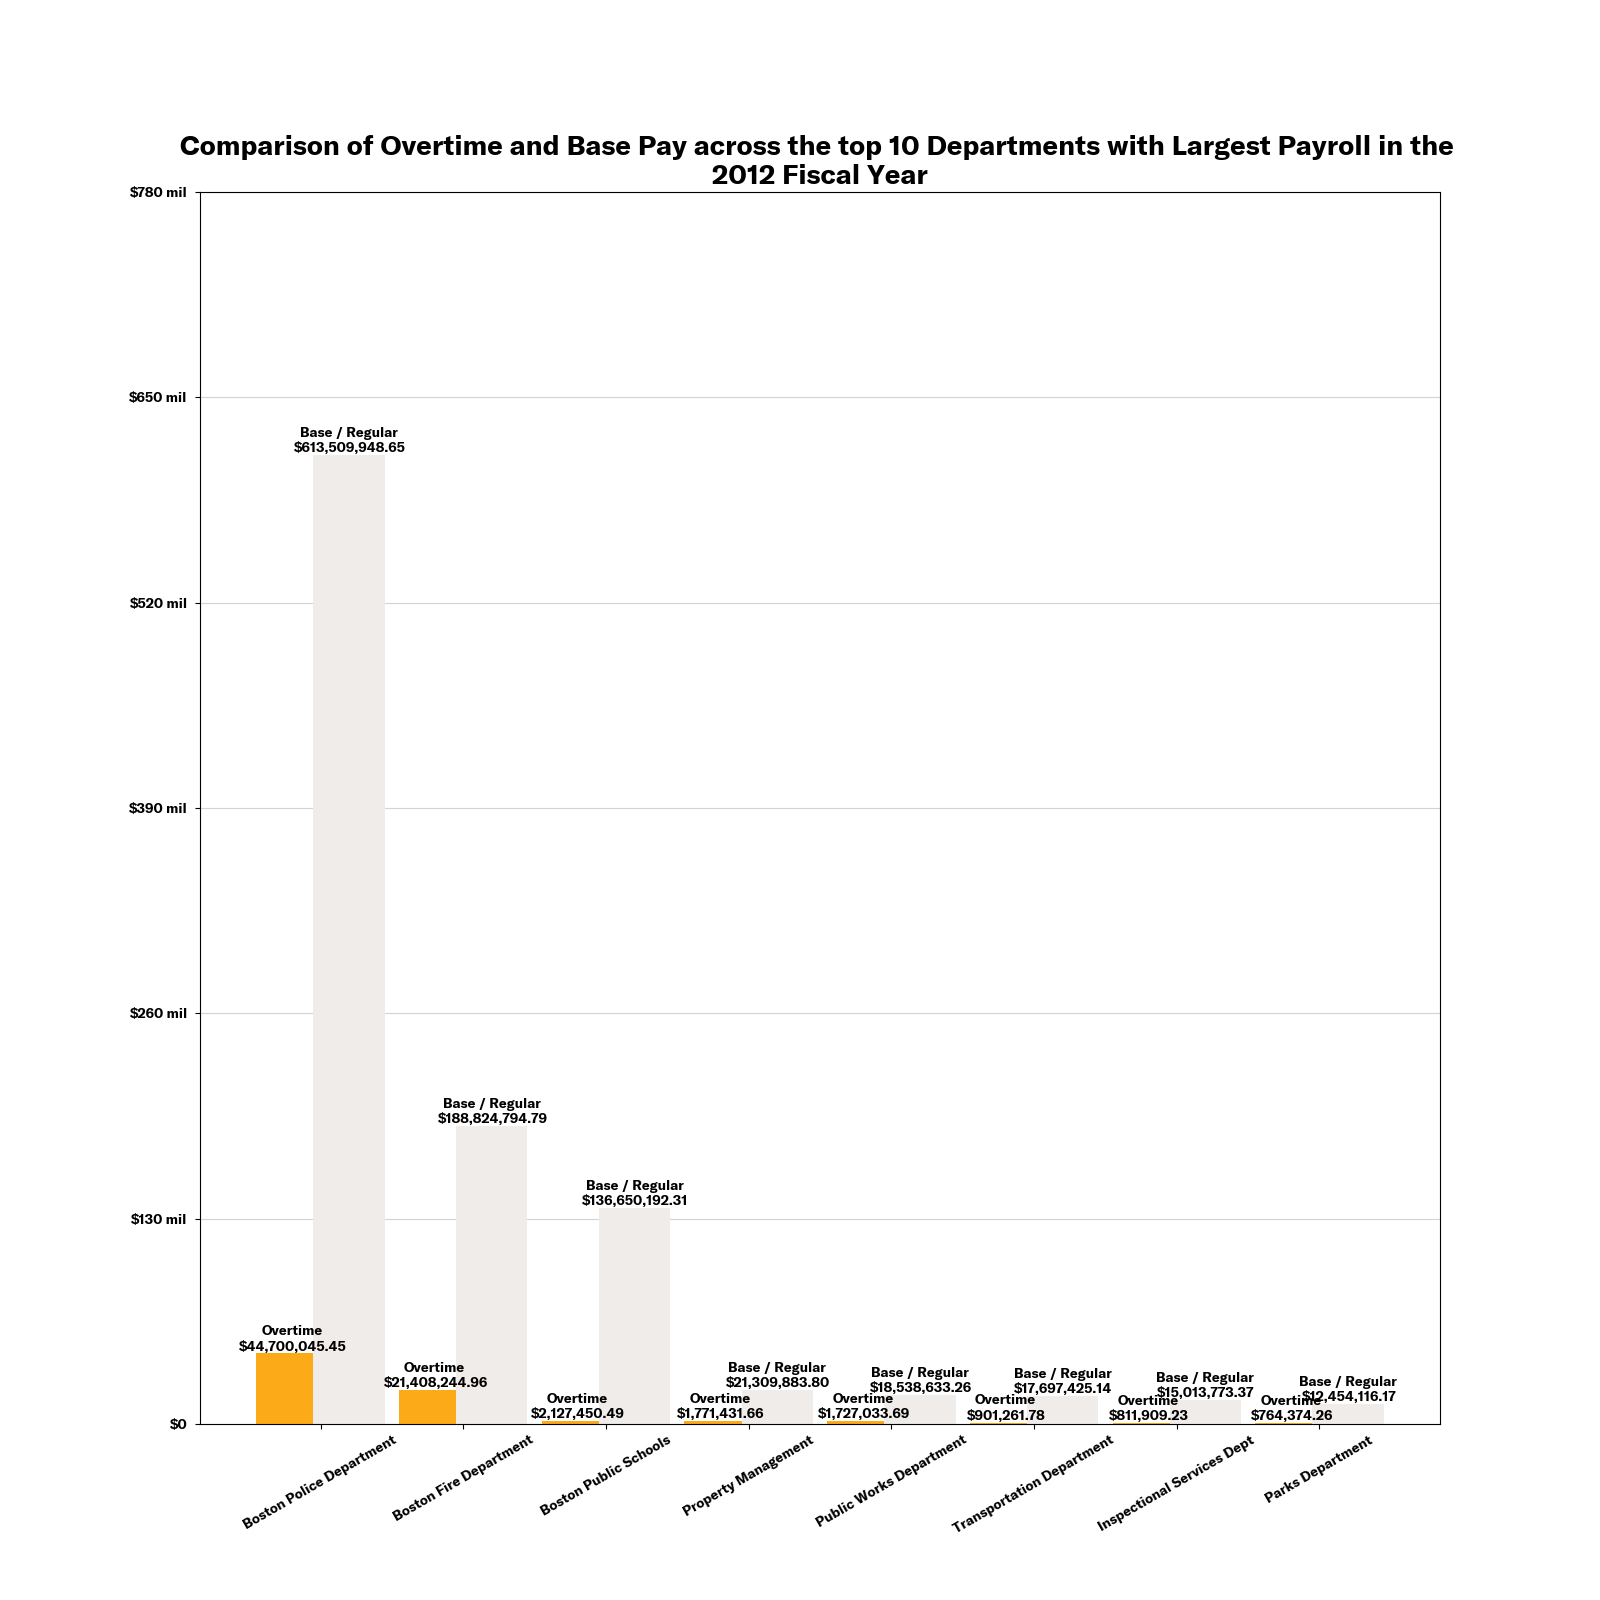 Comparison of Overtime and Base Pay across the top 10 Departments with Largest Payroll in the
2012 Fiscal Year
$780 mil
$650 mil
$520 mil
$390 mil
$260 mil
$130 mil
$0
Base / Regular
$613,509,948.65
Base / Regular
$188,824,794.79
Base / Regular
$136,650,192.31
Base / Regular
$21,309,883.80
Base / Regular
$18,538,633.26
Base / Regular
$17,697,425.14
Base / Regular
$15,013,773.37
Base / Regular
$12,454,116.17
Overtime
$44,700,045.45
Overtime
$21,408,244.96
Overtime
$2,127,450.49
Overtime
$1,771,431.66
Overtime
$1,727,033.69
Overtime
$901,261.78
Overtime
$811,909.23
Overtime
$764,374.26
Boston Police Department
Boston Fire Department
Boston Public Schools
Property Management
Public Works Department
Transportation Department
Inspectional Services Dept
Parks Department